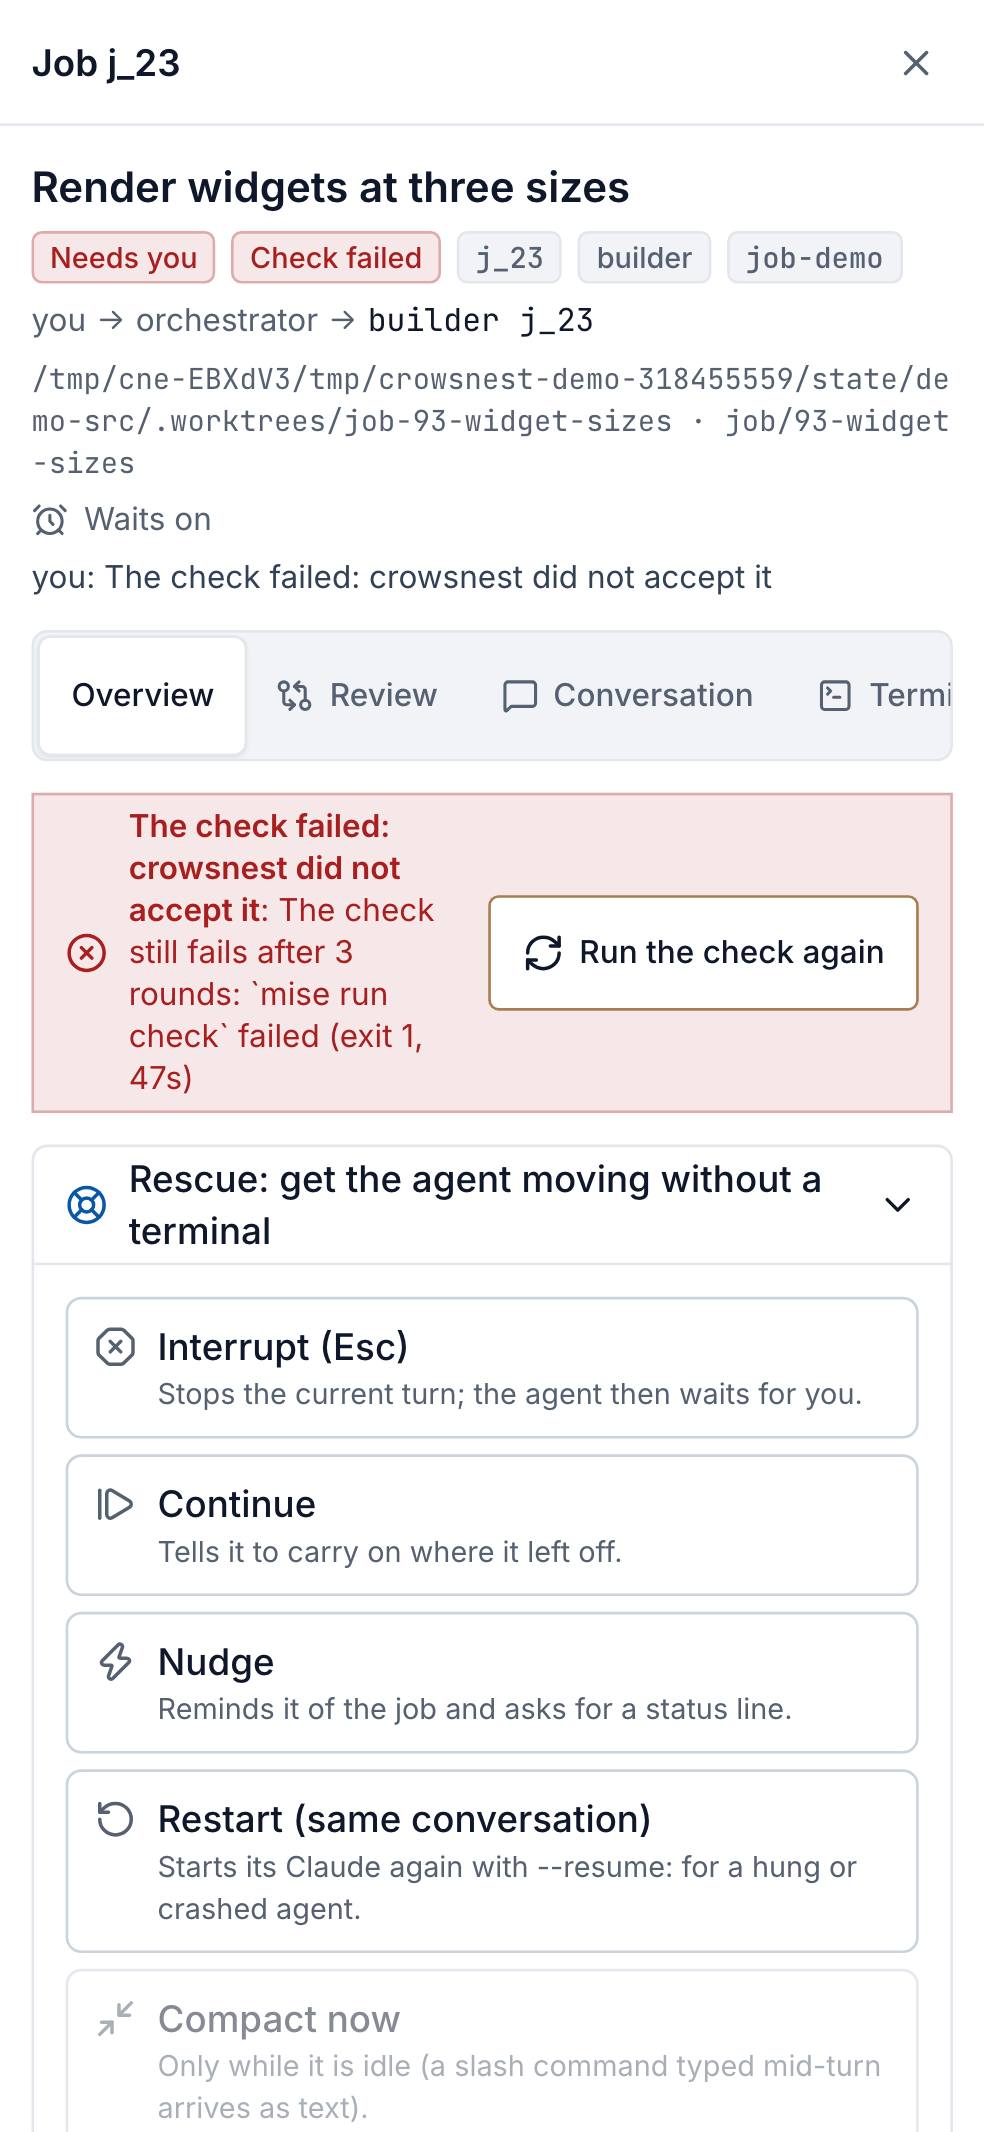 Job j_23
Render widgets at three sizes
Needs you Check failed j_23 builder job-demo
you → orchestrator → builder j_23
/tmp/cne-EBXdV3/tmp/crowsnest-demo-318455559/state/de
mo-src/.worktrees/job-93-widget-sizes · job/93-widget
-sizes
Waits on
you: The check failed: crowsnest did not accept it
Overview Review Conversation Termi
The check failed:
crowsnest did not
accept it: The check
still fails after 3
rounds: `mise run
check` failed (exit 1,
47s)
Run the check again
Rescue: get the agent moving without a
terminal
Interrupt (Esc)
Stops the current turn; the agent then waits for you.
Continue
Tells it to carry on where it left off.
Nudge
Reminds it of the job and asks for a status line.
Restart (same conversation)
Starts its Claude again with --resume: for a hung or
crashed agent.
Compact now
Only while it is idle (a slash command typed mid-turn
arrives as text).